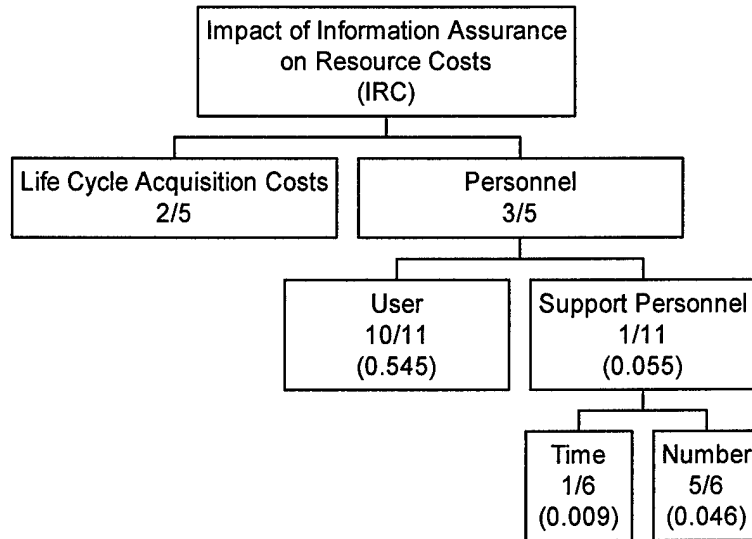 Impact of Information Assurance
on Resource Costs
(IRC)
Life Cycle Acquisition Costs
2/5
Personnel
3/5
User
10/11
(0.545)
Support Personnel
1/11
(0.055)
Time
1/6
(0.009)
Number
5/6
(0.046)